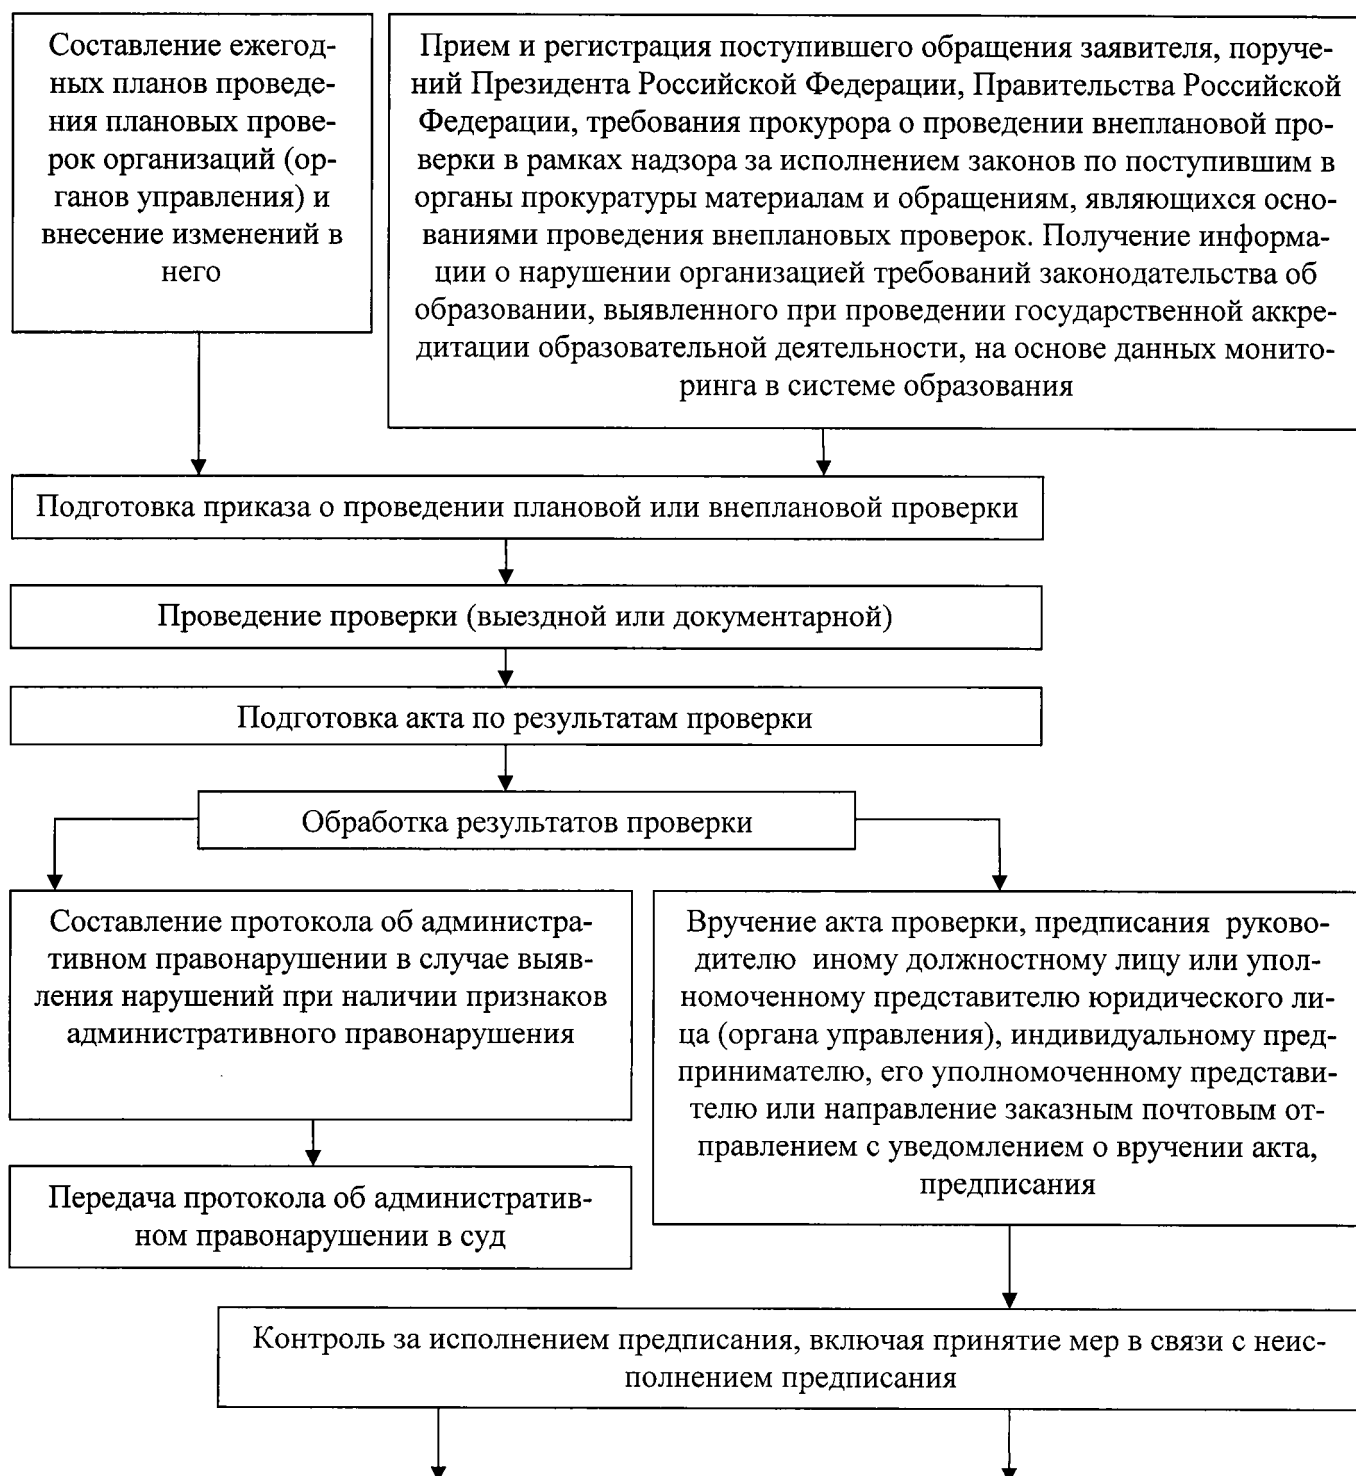 Составление ежегод-
ных планов проведе-
ния плановых прове-
рок организаций (ор-
ганов управления) и
внесение изменений в
него
Прием и регистрация поступившего обращения заявителя, поруче-
ний Президента Российской Федерации, Правительства Российской
Федерации, требования прокурора о проведении внеплановой про-
верки в рамках надзора за исполнением законов по поступившим в
органы прокуратуры материалам и обращениям, являющихся осно-
ваниями проведения внеплановых проверок. Получение информа-
ции о нарушении организацией требований законодательства об
образовании, выявленного при проведении государственной аккре-
дитации образовательной деятельности, на основе данных монито-
ринга в системе образования
Подготовка приказа о проведении плановой или внеплановой проверки
Проведение проверки (выездной или документарной)
Подготовка акта по результатам проверки
Обработка результатов проверки
Составление протокола об администра-
тивном правонарушении в случае выяв-
ления нарушений при наличии признаков
административного правонарушения
Вручение акта проверки, предписания руково-
дителю иному должностному лицу или упол-
номоченному представителю юридического ли-
ца (органа управления), индивидуальному пред-
принимателю, его уполномоченному представи-
телю или направление заказным почтовым от-
правлением с уведомлением о вручении акта,
предписания
Передача протокола об административ-
ном правонарушении в суд
Контроль за исполнением предписания, включая принятие мер в связи с неис-
полнением предписания